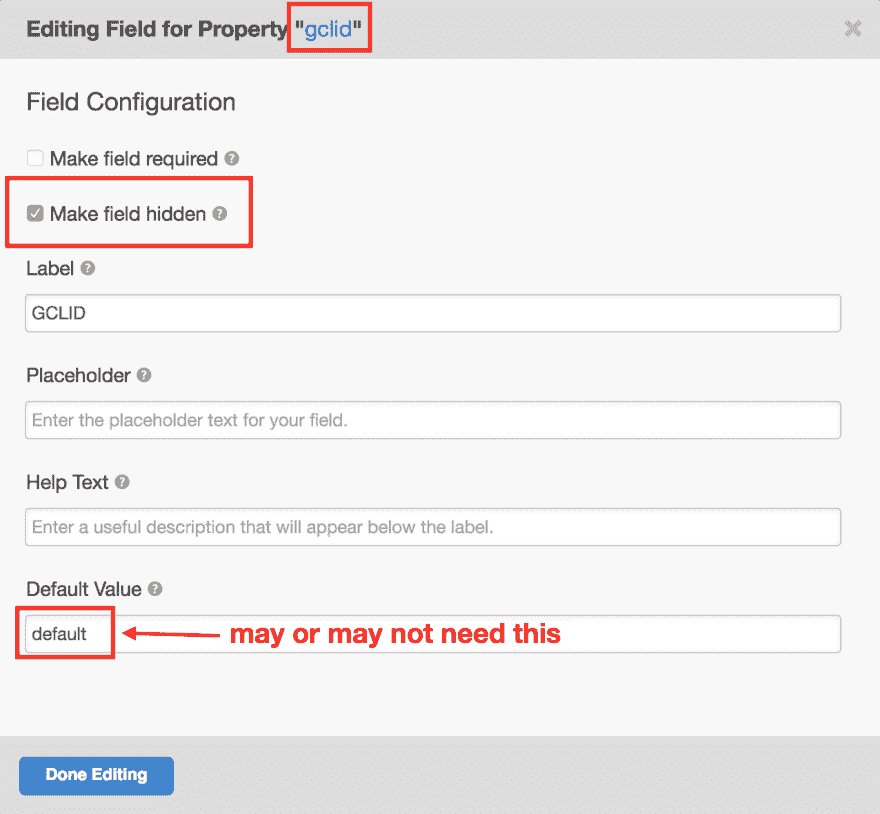 Editing Field for Property "gclid"
Field Configuration
Make field required ?
Make field hidden ?
Label ?
GCLID
Placeholder ?
Enter the placeholder text for your field.
Help Text ?
Enter a useful description that will appear below the label.
Default Value ?
default may or may not need this
Done Editing